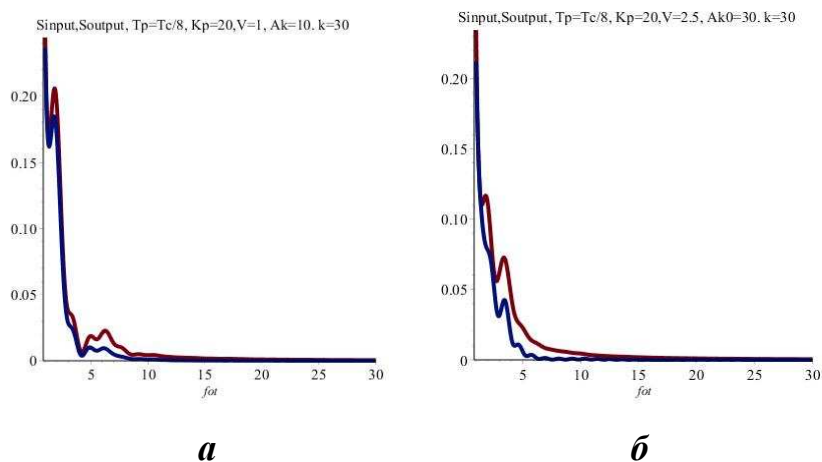 Sinput,Soutput, Tp=Tc/8, Kp=20,V=1, Ak=10. k=30
0.20
0.15
0.10
0.05
0
5 10 15 20 25 30
fot
а
Sinput,Soutput, Tp=Tc/8, Kp=20,V=2.5, Ak0=30. k=30
0.20
0.15
0.10
0.05
0
5 10 15 20 25 30
fot
б